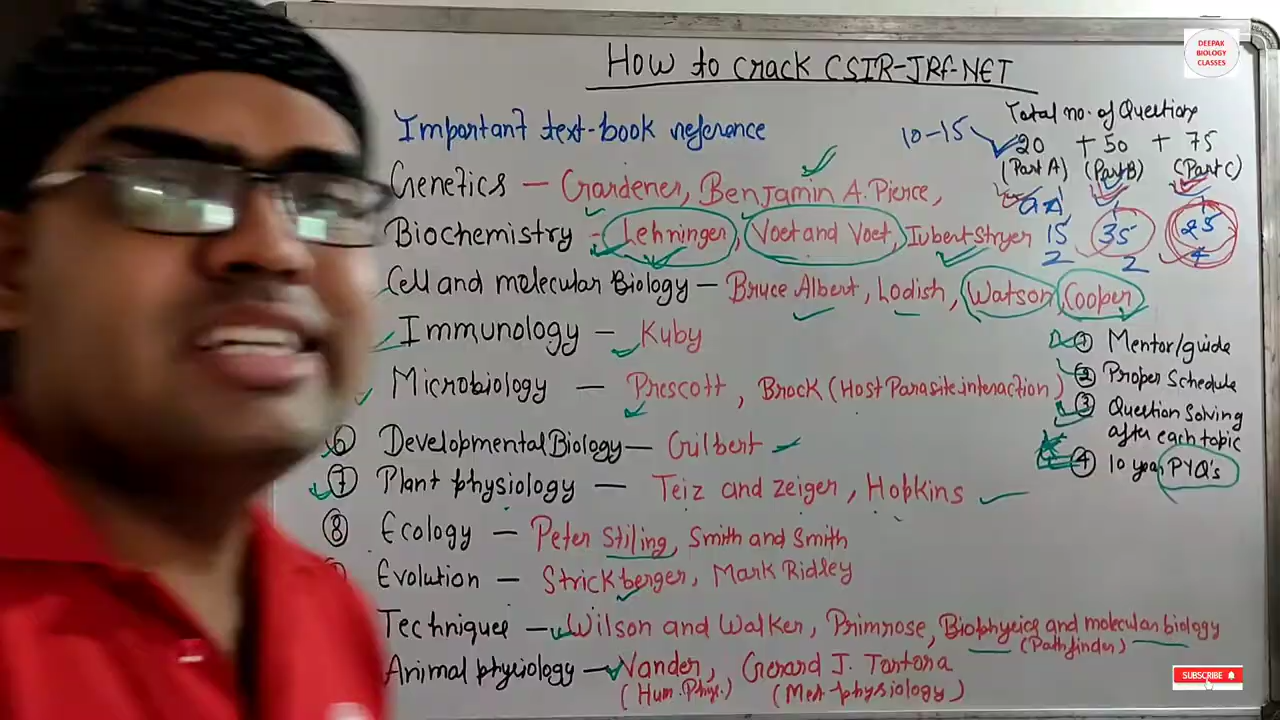 How to crack CSIR-JRF-NET
DEEPAK
BIOLOGY
CLASSES
Important text-book reference
10-15
Total no. of Questions
20 + 50 + 75
(Part A) (Part B) (Part C)
Genetics – Gardener, Benjamin A. Pierce,
Biochemistry - Lehninger, Voet and Voet, Lubert Stryer
15 35 25
2 2 4
Cell and molecular Biology – Bruce Albert, Lodish, Watson Cooper
Immunology – Kuby
Microbiology – Prescott, Brock (Host Parasite interaction)
6 Developmental Biology – Gilbert
7 Plant physiology – Teiz and zeiger, Hopkins
8 Ecology – Peter Stiling, Smith and Smith
Evolution – Strickberger, Mark Ridley
Techniques – Wilson and Walker, Primrose, Biophysics and molecular biology
(Pathfinder)
Animal physiology – Vander, Gerard J. Tortora
(Hum. Phys.) (Med. physiology)
1 Mentor/guide
2 Proper Schedule
3 Question Solving
after each topic
4 10 year PYQ's
SUBSCRIBE